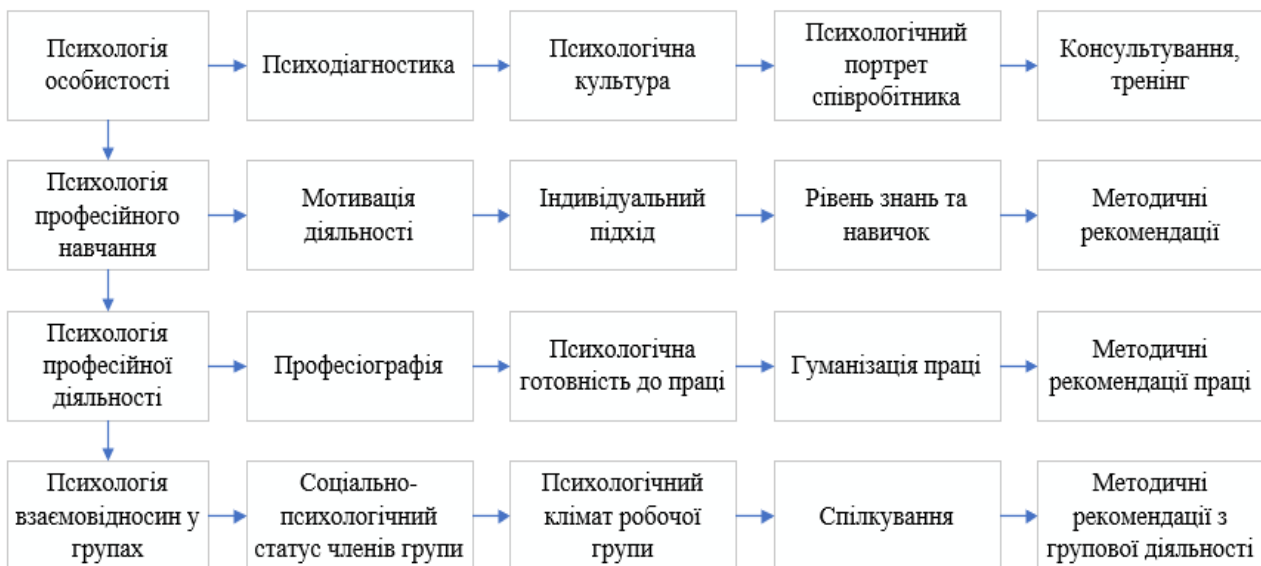 Психологія
особистості
Психодіагностика
Психологічна
культура
Психологічний
портрет
співробітника
Консультування,
тренінг
Психологія
професійного
навчання
Мотивація
діяльності
Індивідуальний
підхід
Рівень знань та
навичок
Методичні
рекомендації
Психологія
професійної
діяльності
Професіографія
Психологічна
готовність до праці
Гуманізація праці
Методичні
рекомендації праці
Психологія
взаємовідносин у
групах
Соціально-
психологічний
статус членів групи
Психологічний
клімат робочої
групи
Спілкування
Методичні
рекомендації з
групової діяльності